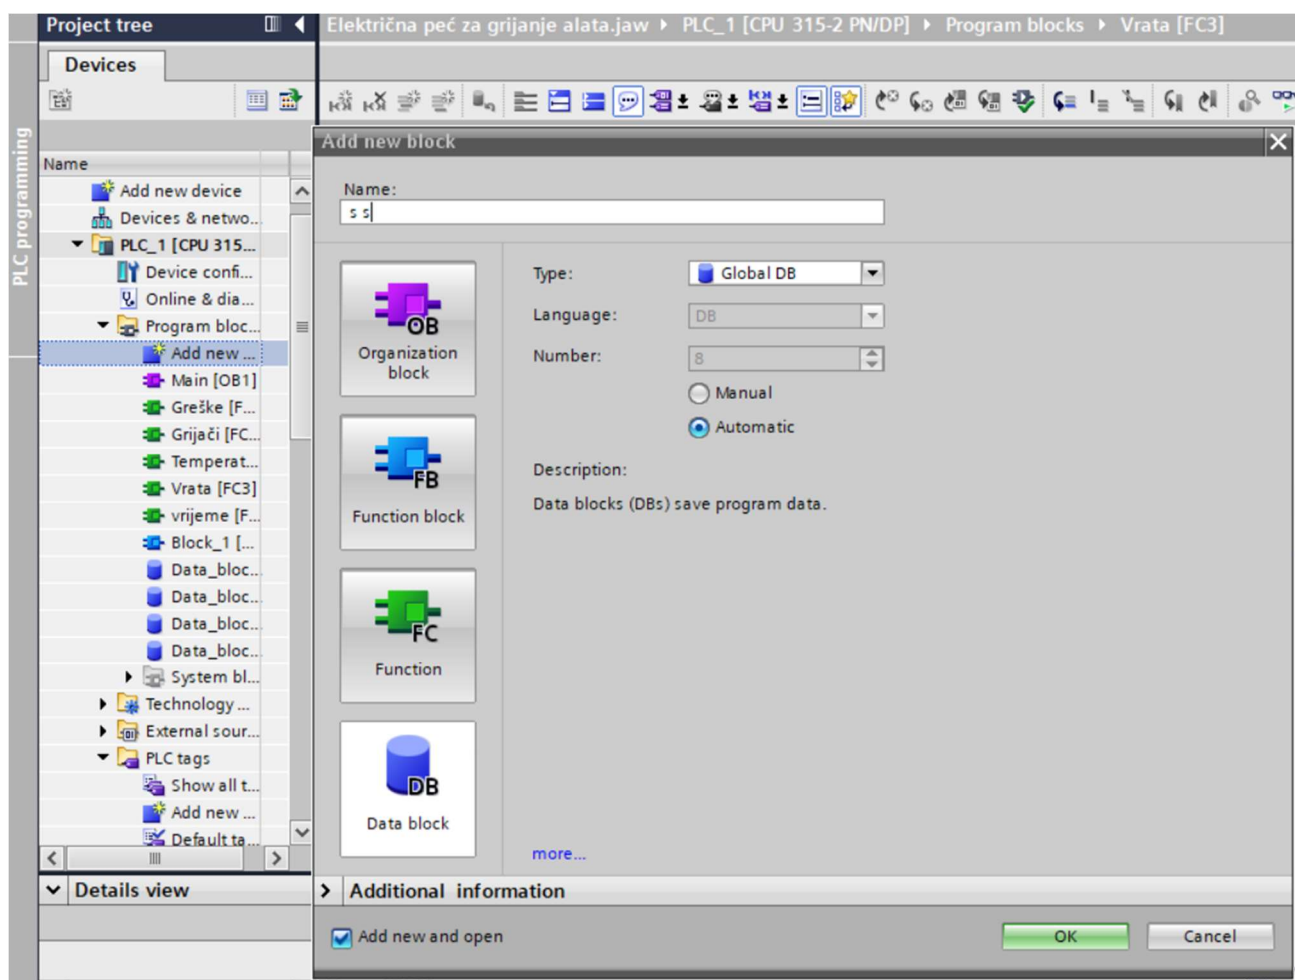 Project tree
Električna peć za grijanje alata.jaw ▸ PLC_1 [CPU 315-2 PN/DP] ▸ Program blocks ▸ Vrata [FC3]
Devices
PLC programming
Name
Add new device
Devices & netwo...
PLC_1 [CPU 315...
Device confi...
Online & dia...
Program bloc...
Add new ...
Main [OB1]
Greške [F...
Grijači [FC...
Temperat...
Vrata [FC3]
vrijeme [F...
Block_1 [...
Data_bloc...
Data_bloc...
Data_bloc...
Data_bloc...
System bl...
Technology ...
External sour...
PLC tags
Show all t...
Add new ...
Default ta...
Details view
Add new block
Name:
s s
OB
Organization
block
FB
Function block
FC
Function
DB
Data block
Type: Global DB
Language: DB
Number: 8
Manual
Automatic
Description:
Data blocks (DBs) save program data.
more...
Additional information
Add new and open
OK Cancel